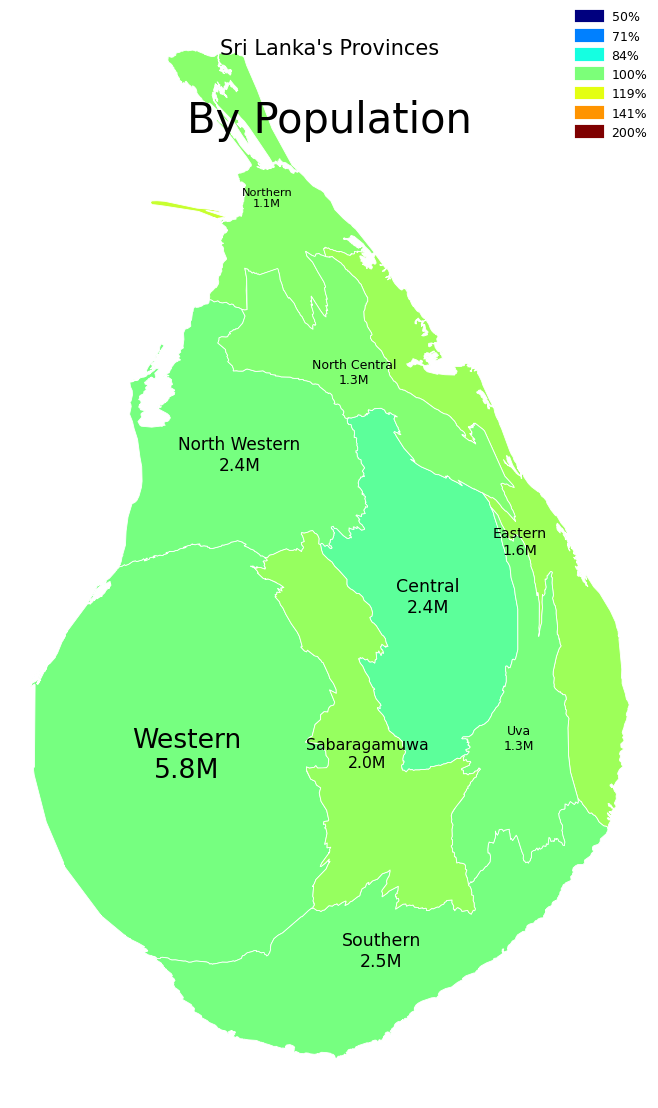 50%
71%
84%
100%
119%
141%
200%
Sri Lanka's Provinces
By Population
Northern
1.1M
North Central
1.3M
North Western
2.4M
Eastern
1.6M
Central
2.4M
Western
5.8M
Sabaragamuwa
2.0M
Uva
1.3M
Southern
2.5M